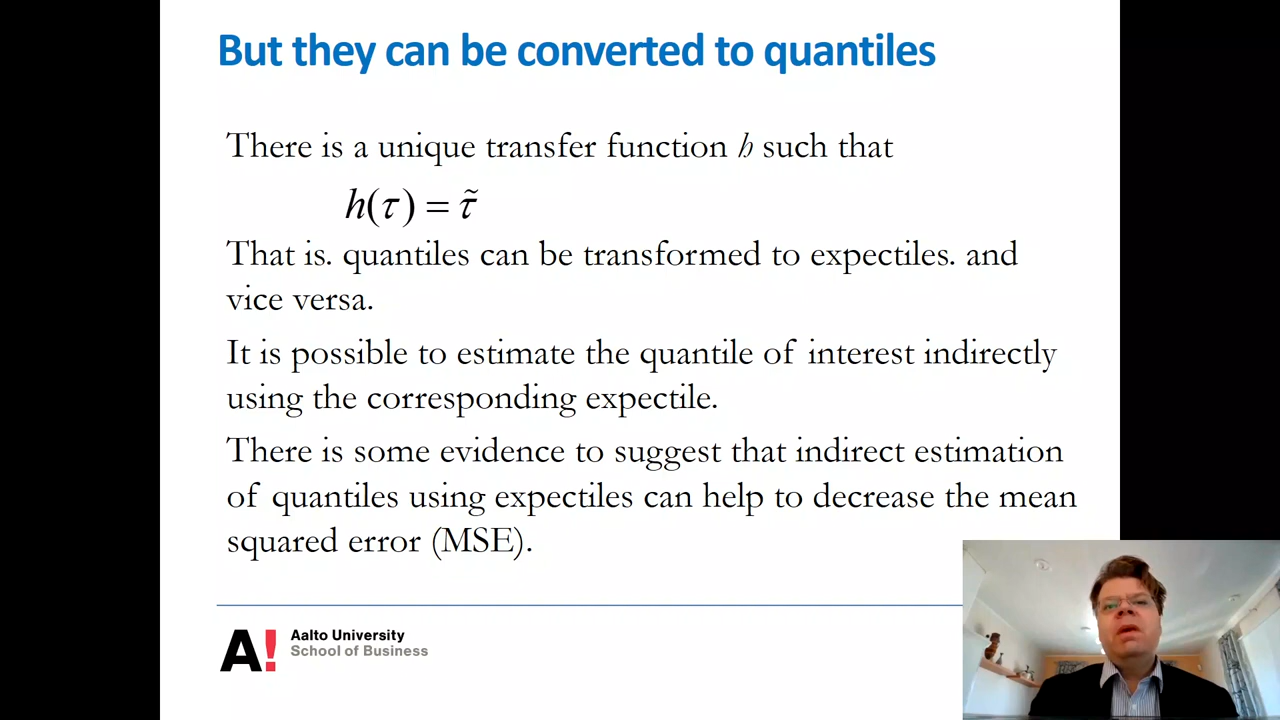 But they can be converted to quantiles
There is a unique transfer function h such that
h(τ) = τ̃
That is. quantiles can be transformed to expectiles. and
vice versa.
It is possible to estimate the quantile of interest indirectly
using the corresponding expectile.
There is some evidence to suggest that indirect estimation
of quantiles using expectiles can help to decrease the mean
squared error (MSE).
A!
Aalto University
School of Business